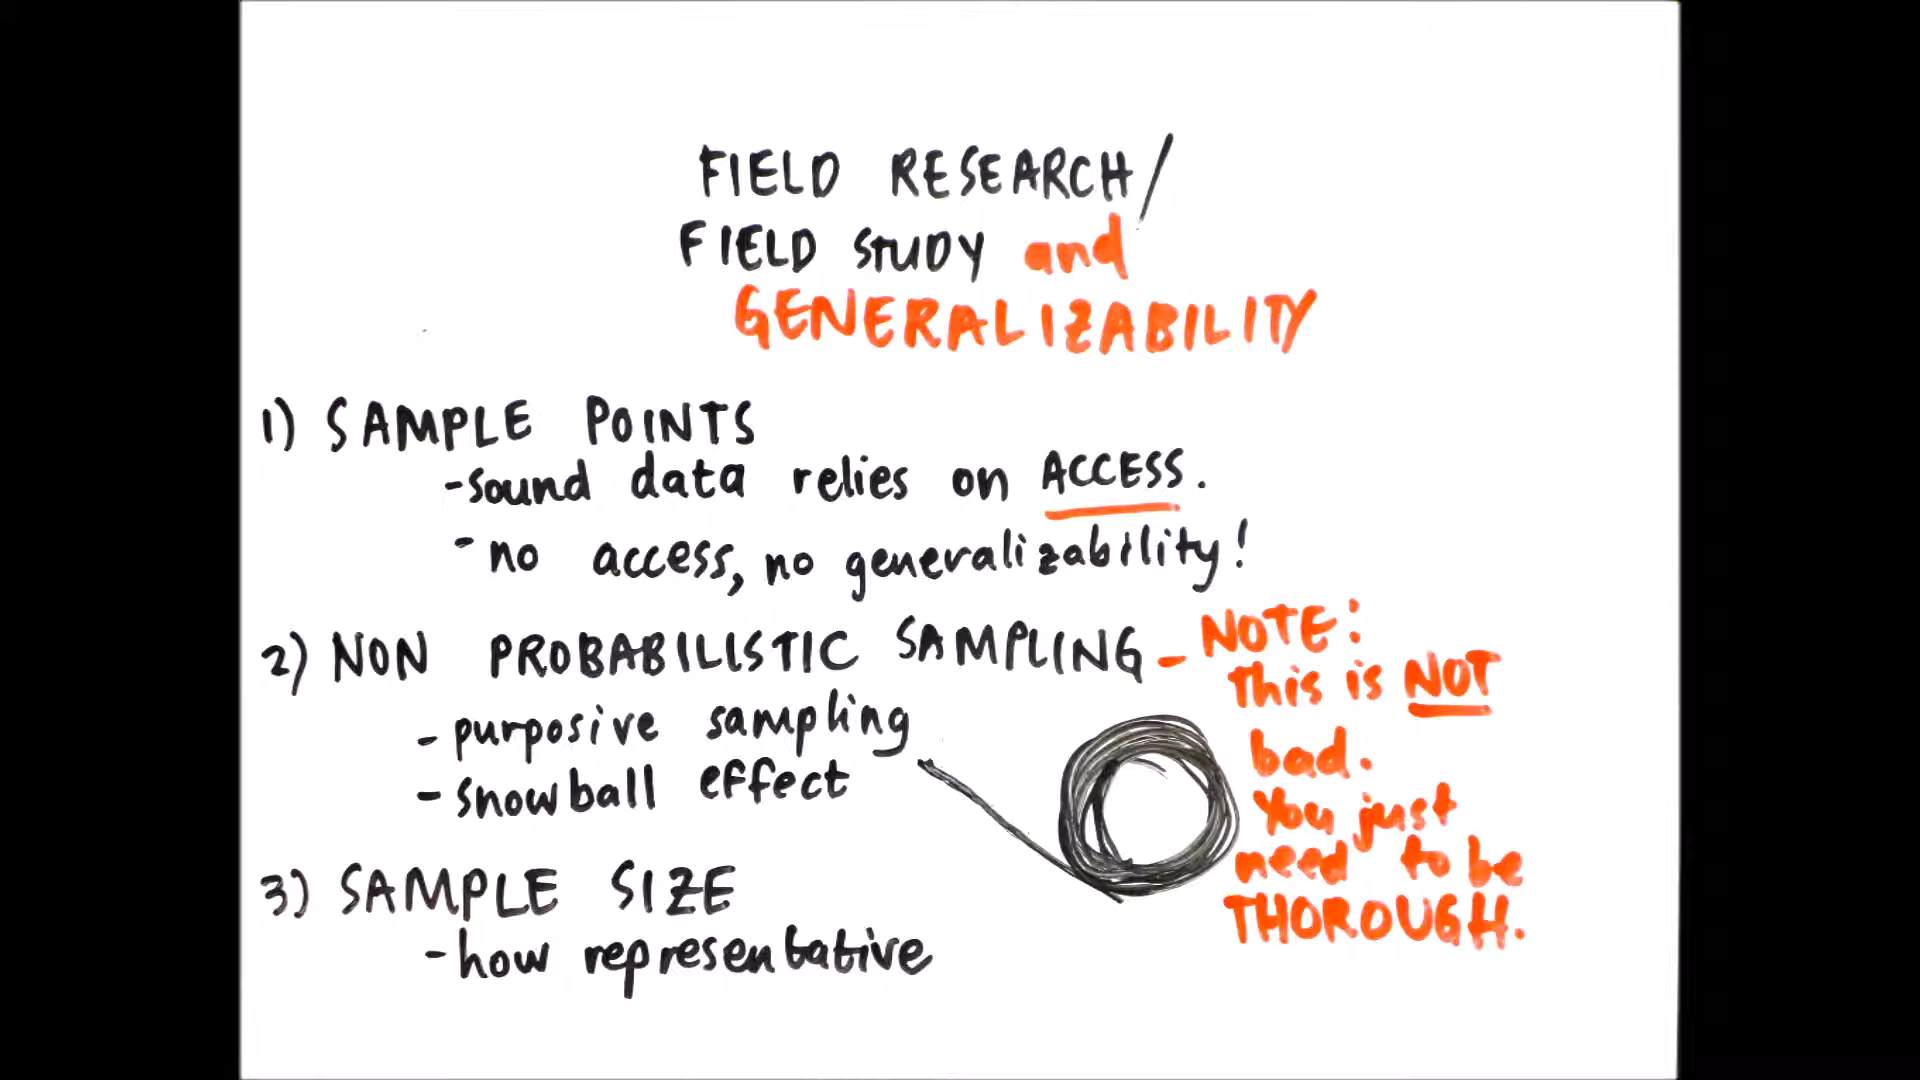 FIELD RESEARCH/
FIELD STUDY and
GENERALIZABILITY
1) SAMPLE POINTS
-sound data relies on ACCESS.
- no access, no generalizability!
2) NON PROBABILISTIC SAMPLING
- purposive sampling
- snowball effect
- NOTE:
this is NOT
bad.
You just
need to be
THOROUGH.
3) SAMPLE SIZE
- how representative